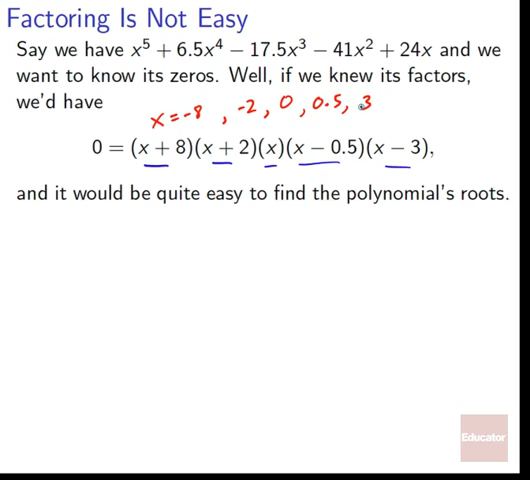 Factoring Is Not Easy
Say we have x⁵ + 6.5x⁴ − 17.5x³ − 41x² + 24x and we
want to know its zeros. Well, if we knew its factors,
we'd have
x = -8, -2, 0, 0.5, 3
0 = (x + 8)(x + 2)(x)(x − 0.5)(x − 3),
and it would be quite easy to find the polynomial's roots.
Educator